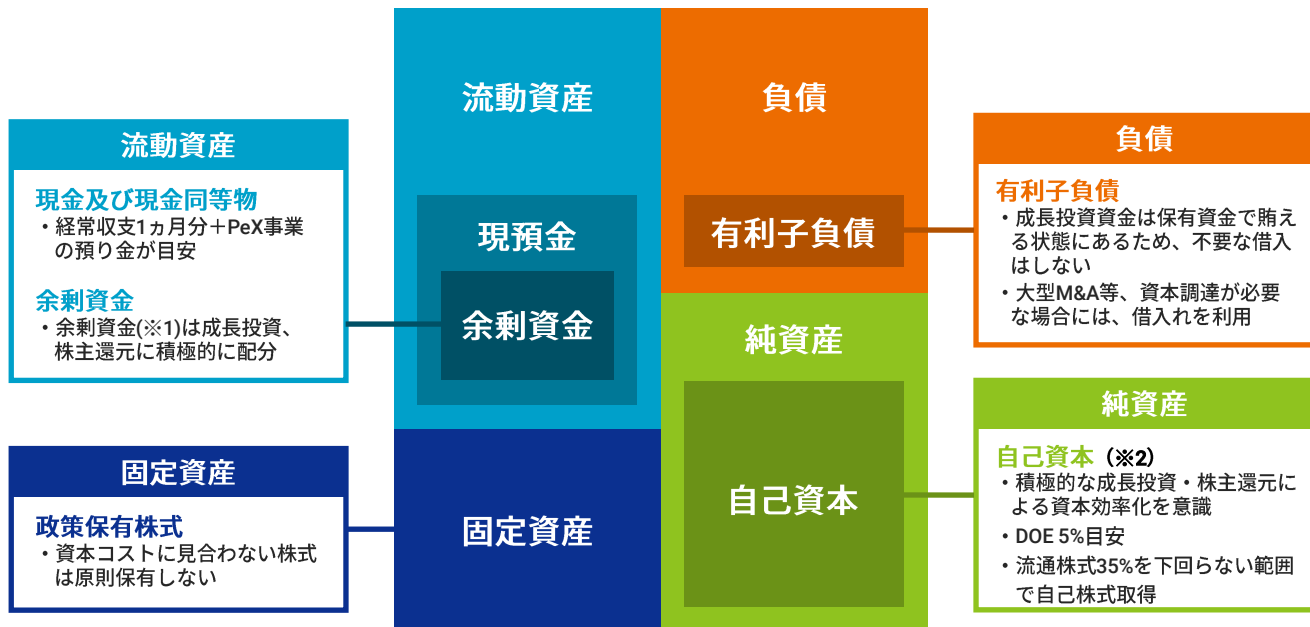 流動資産
現金及び現金同等物
・経常収支1ヵ月分＋PeX事業
の預り金が目安
余剰資金
・余剰資金(※1)は成長投資、
株主還元に積極的に配分
固定資産
政策保有株式
・資本コストに見合わない株式
は原則保有しない
流動資産
現預金
余剰資金
固定資産
負債
有利子負債
純資産
自己資本
負債
有利子負債
・成長投資資金は保有資金で賄え
る状態にあるため、不要な借入
はしない
・大型M&A等、資本調達が必要
な場合には、借入れを利用
純資産
自己資本（※2）
・積極的な成長投資・株主還元に
よる資本効率化を意識
・DOE 5%目安
・流通株式35%を下回らない範囲
で自己株式取得